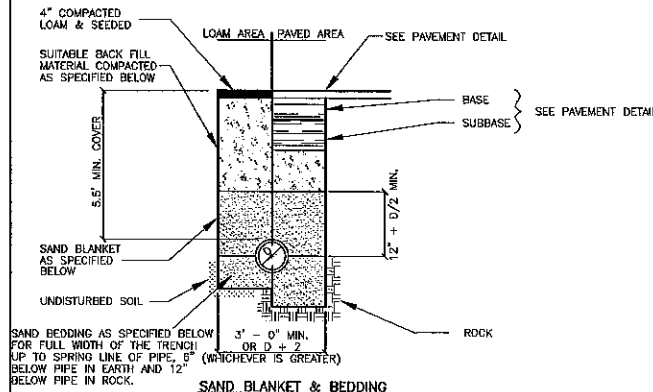 4" COMPACTED
LOAM & SEEDED
LOAM AREA
PAVED AREA
SEE PAVEMENT DETAIL
SUITABLE BACK FILL
MATERIAL COMPACTED
AS SPECIFIED BELOW
BASE
SUBBASE
SEE PAVEMENT DETAIL
5.5' MIN. COVER
12" + D/2 MIN.
SAND BLANKET
AS SPECIFIED
BELOW
D
UNDISTURBED SOIL
ROCK
SAND BEDDING AS SPECIFIED BELOW
FOR FULL WIDTH OF THE TRENCH
UP TO SPRING LINE OF PIPE, 6"
BELOW PIPE IN EARTH AND 12"
BELOW PIPE IN ROCK.
3' - 0" MIN.
OR D + 2
(WHICHEVER IS GREATER)
SAND BLANKET & BEDDING